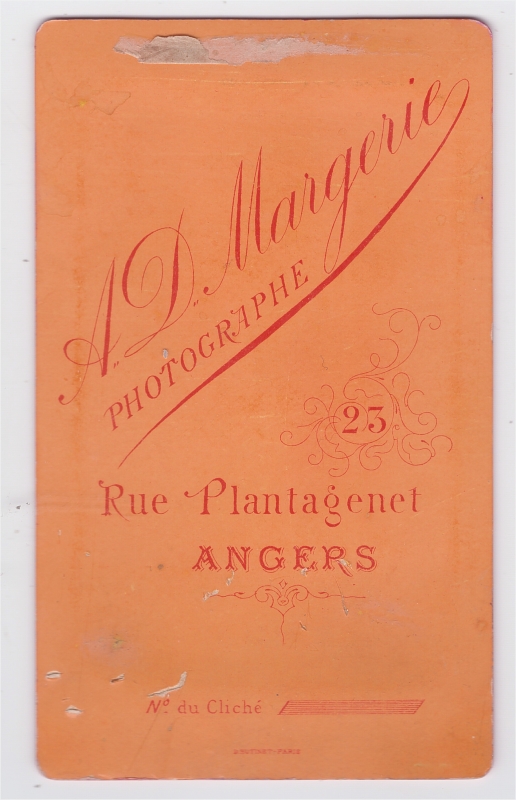 A. D. Margerie
PHOTOGRAPHE
23
Rue Plantagenet
ANGERS
Nº du Cliché